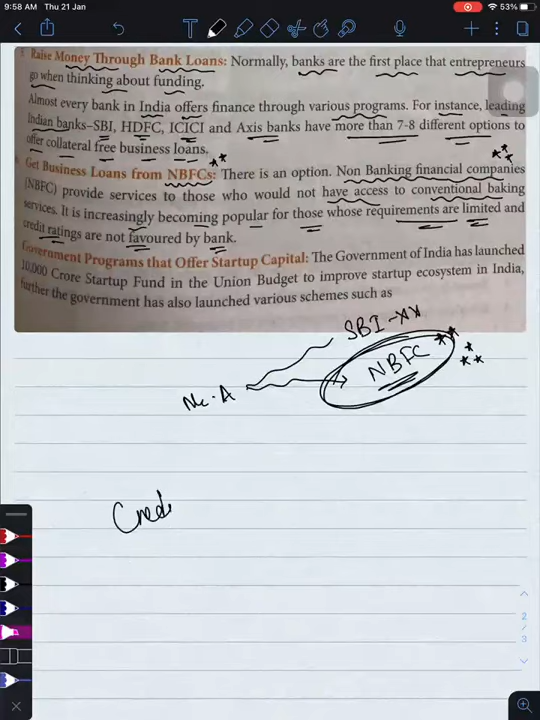 9:58 AM Thu 21 Jan
53%
Raise Money Through Bank Loans: Normally, banks are the first place that entrepreneurs
go when thinking about funding.
Almost every bank in India offers finance through various programs. For instance, leading
Indian banks–SBI, HDFC, ICICI and Axis banks have more than 7-8 different options to
offer collateral free business loans.
Get Business Loans from NBFCs: There is an option. Non Banking financial companies
(NBFC) provide services to those who would not have access to conventional baking
services. It is increasingly becoming popular for those whose requirements are limited and
credit ratings are not favoured by bank.
Government Programs that Offer Startup Capital: The Government of India has launched
10,000 Crore Startup Fund in the Union Budget to improve startup ecosystem in India,
further the government has also launched various schemes such as
SBI -xx
NBFC
Mr. A
Cred
2
/
3